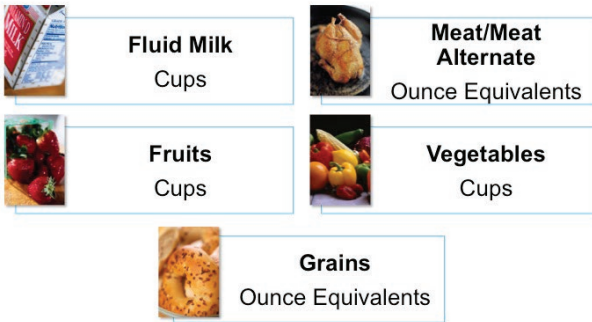 MILK
Fluid Milk
Cups
Meat/Meat
Alternate
Ounce Equivalents
Fruits
Cups
Vegetables
Cups
Grains
Ounce Equivalents